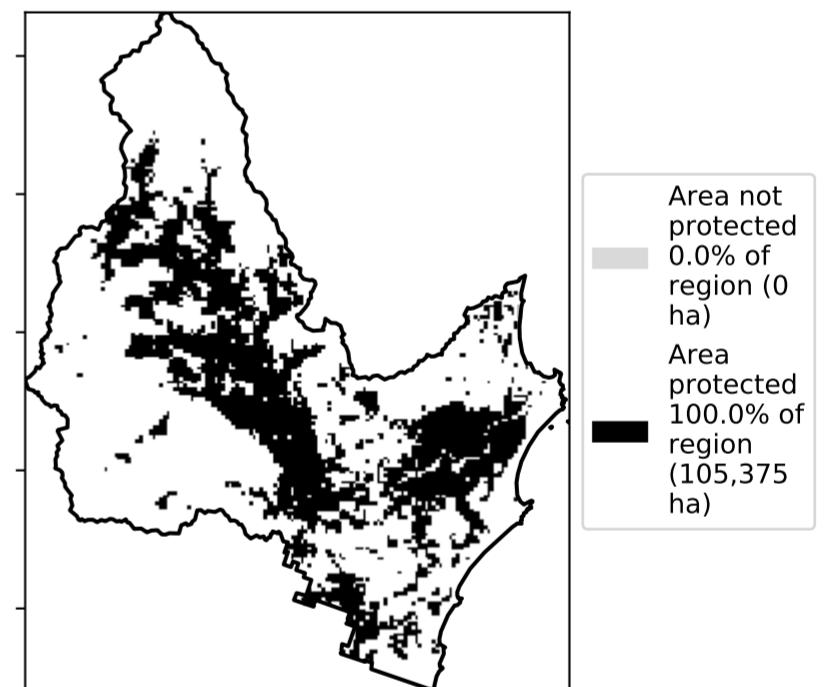 Area not
protected
0.0% of
region (0
ha)
Area
protected
100.0% of
region
(105,375
ha)